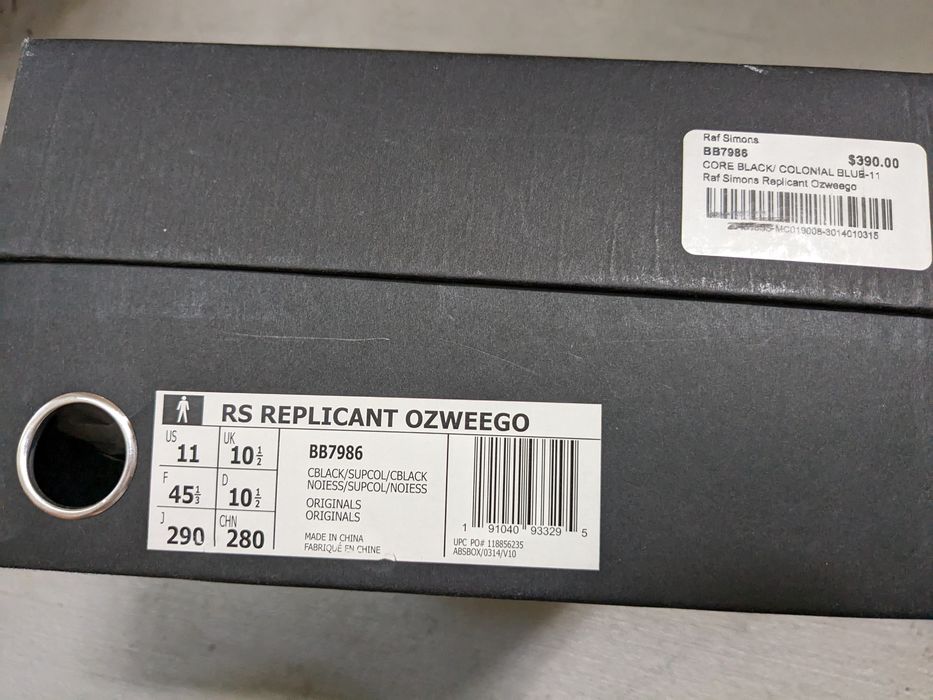 Raf Simons
BB7986 $390.00
CORE BLACK/ COLONIAL BLUE-11
Raf Simons Replicant Ozweego
-MC019008-3014010315
RS REPLICANT OZWEEGO
US 11 UK 10 1/2
F 45 1/3 D 10 1/2
J 290 CHN 280
BB7986
CBLACK/SUPCOL/CBLACK
NOIESS/SUPCOL/NOIESS
ORIGINALS
ORIGINALS
MADE IN CHINA
FABRIQUÉ EN CHINE
1 91040 93329 5
UPC PO# 118856235
ABSBOX/0314/V10